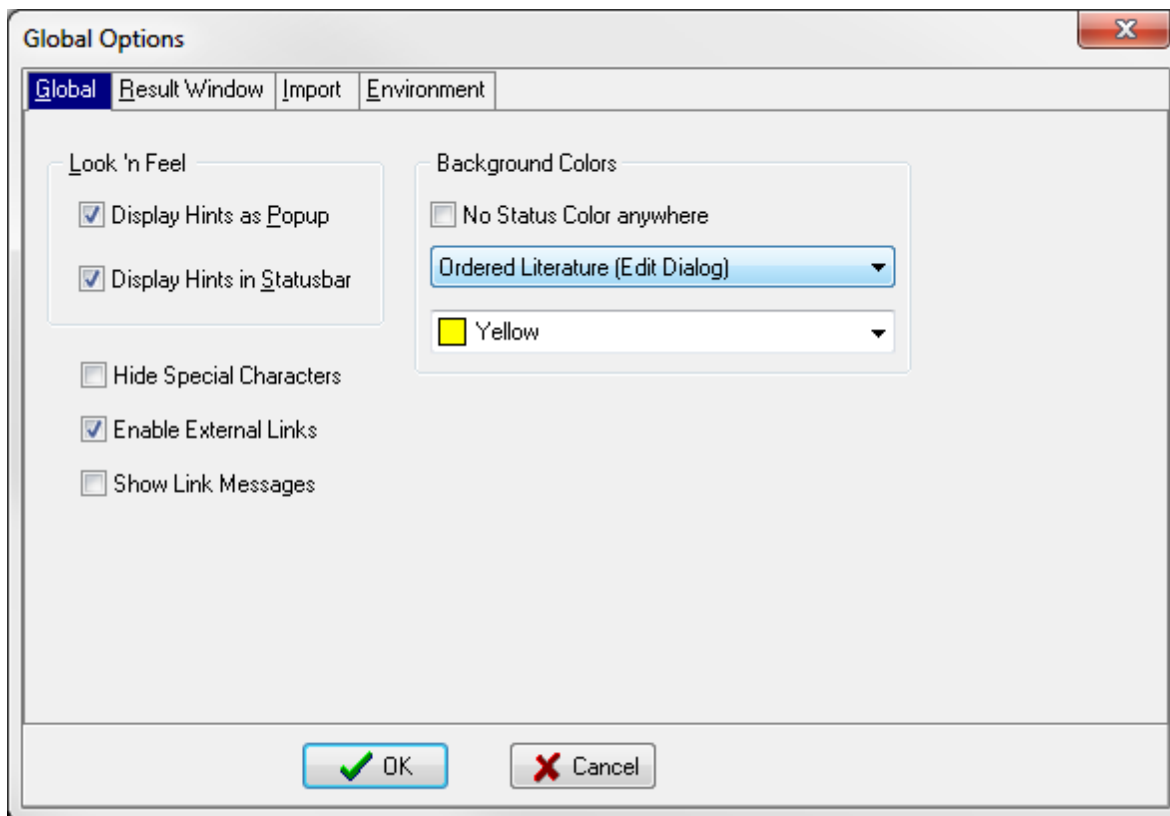 Global Options
Global Result Window Import Environment
Look 'n Feel
Display Hints as Popup
Display Hints in Statusbar
Hide Special Characters
Enable External Links
Show Link Messages
Background Colors
No Status Color anywhere
Ordered Literature (Edit Dialog)
Yellow
OK Cancel